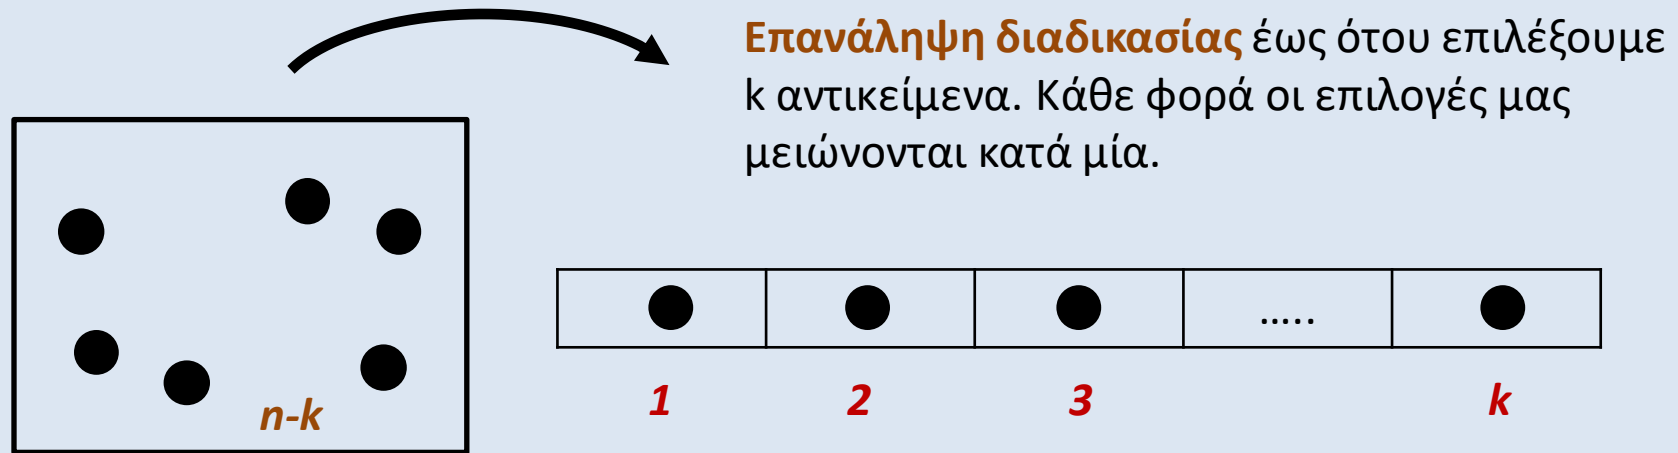 Επανάληψη διαδικασίας έως ότου επιλέξουμε
k αντικείμενα. Κάθε φορά οι επιλογές μας
μειώνονται κατά μία.
.....
n-k
1 2 3 k